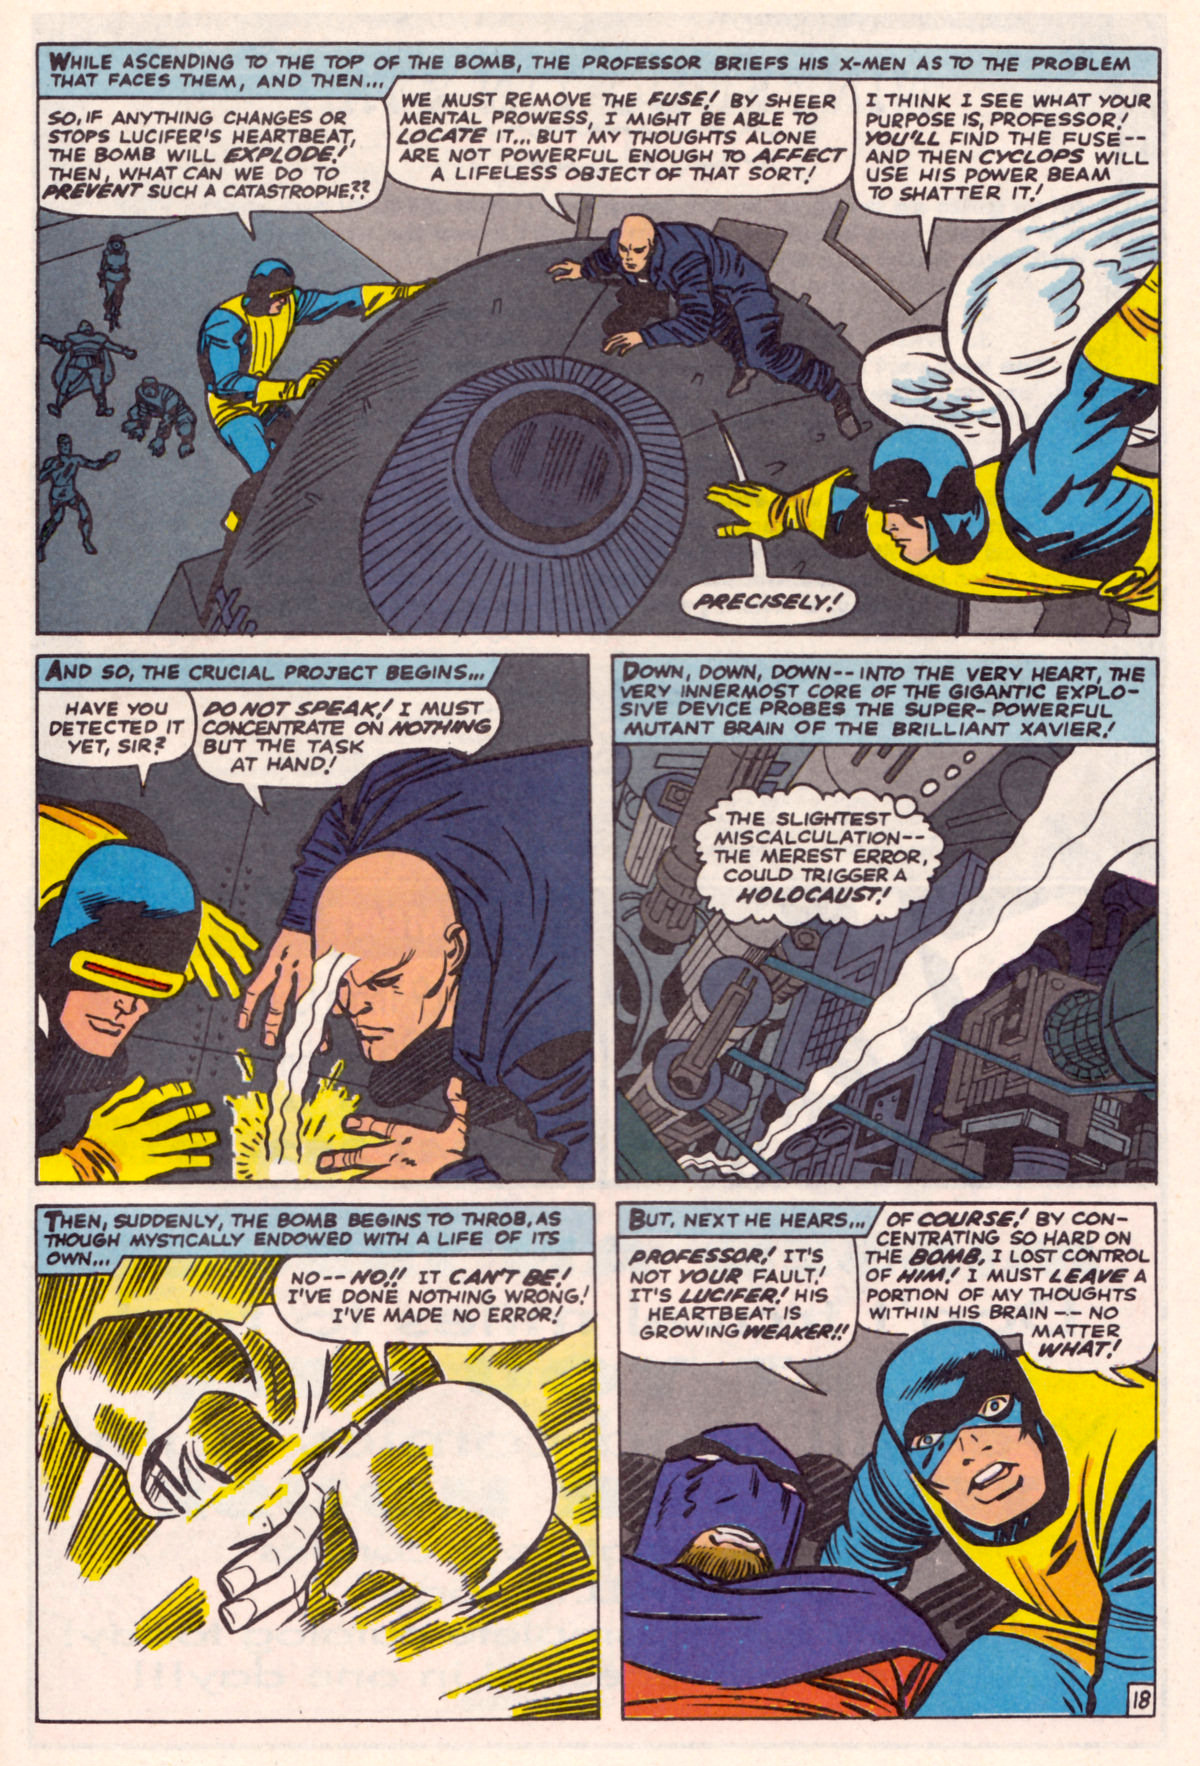 WHILE ASCENDING TO THE TOP OF THE BOMB, THE PROFESSOR BRIEFS HIS X-MEN AS TO THE PROBLEM
THAT FACES THEM, AND THEN...
SO, IF ANYTHING CHANGES OR
STOPS LUCIFER'S HEARTBEAT,
THE BOMB WILL EXPLODE!
THEN, WHAT CAN WE DO TO
PREVENT SUCH A CATASTROPHE??
WE MUST REMOVE THE FUSE! BY SHEER
MENTAL PROWESS, I MIGHT BE ABLE TO
LOCATE IT... BUT MY THOUGHTS ALONE
ARE NOT POWERFUL ENOUGH TO AFFECT
A LIFELESS OBJECT OF THAT SORT!
I THINK I SEE WHAT YOUR
PURPOSE IS, PROFESSOR!
YOU'LL FIND THE FUSE--
AND THEN CYCLOPS WILL
USE HIS POWER BEAM
TO SHATTER IT!
PRECISELY!
AND SO, THE CRUCIAL PROJECT BEGINS...
HAVE YOU
DETECTED IT
YET, SIR?
DO NOT SPEAK! I MUST
CONCENTRATE ON NOTHING
BUT THE TASK
AT HAND!
DOWN, DOWN, DOWN-- INTO THE VERY HEART, THE
VERY INNERMOST CORE OF THE GIGANTIC EXPLO-
SIVE DEVICE PROBES THE SUPER-POWERFUL
MUTANT BRAIN OF THE BRILLIANT XAVIER!
THE SLIGHTEST
MISCALCULATION--
THE MEREST ERROR,
COULD TRIGGER A
HOLOCAUST!
THEN, SUDDENLY, THE BOMB BEGINS TO THROB, AS
THOUGH MYSTICALLY ENDOWED WITH A LIFE OF ITS
OWN...
NO-- NO!! IT CAN'T BE!
I'VE DONE NOTHING WRONG!
I'VE MADE NO ERROR!
BUT, NEXT HE HEARS...
PROFESSOR! IT'S
NOT YOUR FAULT!
IT'S LUCIFER! HIS
HEARTBEAT IS
GROWING WEAKER!!
OF COURSE! BY CON-
CENTRATING SO HARD ON
THE BOMB, I LOST CONTROL
OF HIM! I MUST LEAVE A
PORTION OF MY THOUGHTS
WITHIN HIS BRAIN -- NO
MATTER
WHAT!
18